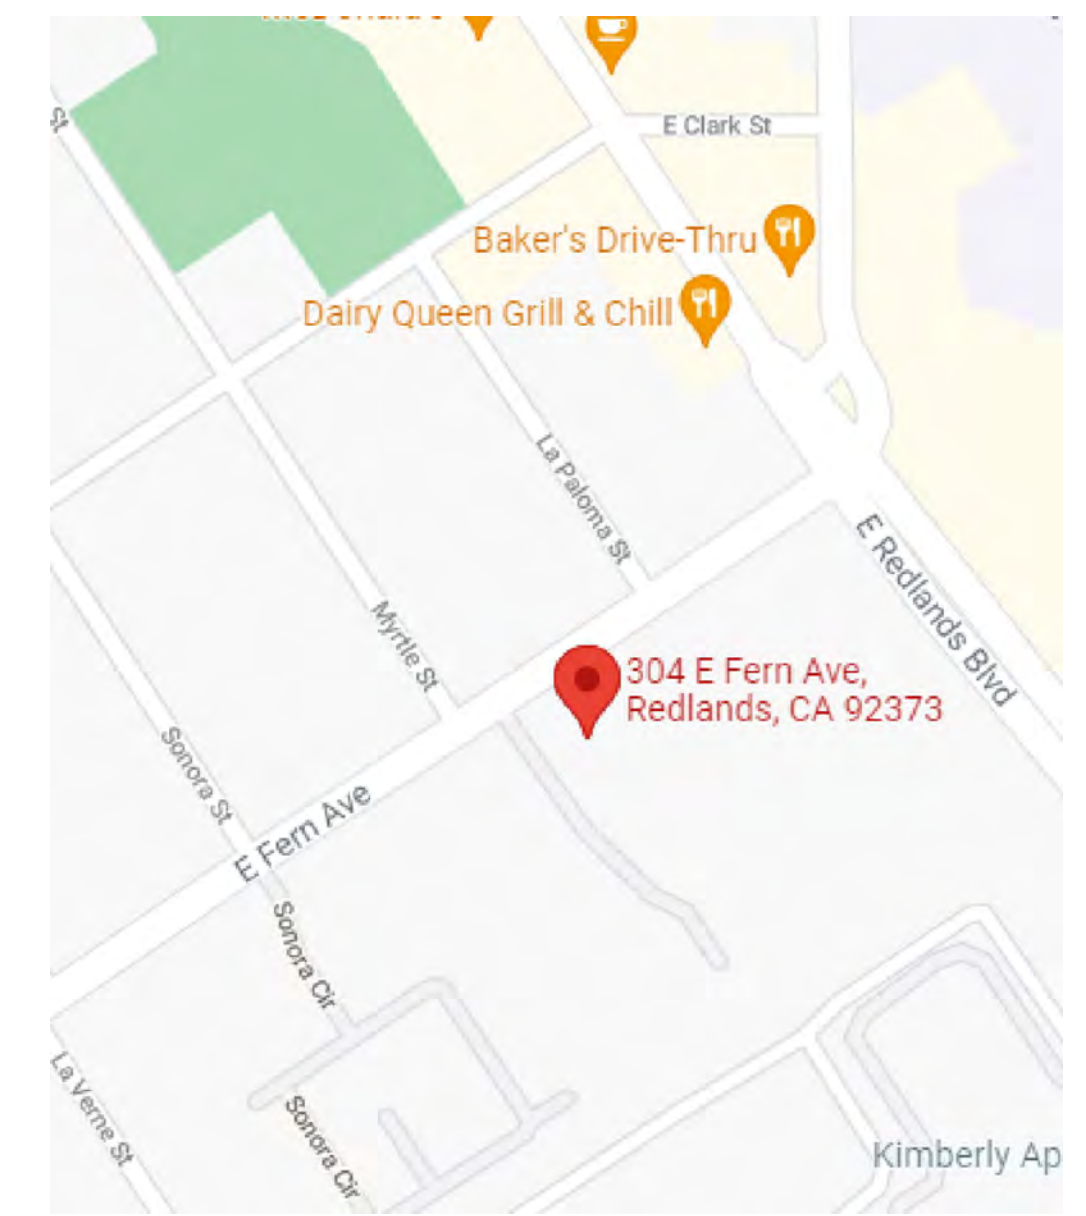 St
E Clark St
Baker's Drive-Thru
Dairy Queen Grill & Chill
La Paloma St
E Redlands Blvd
Myrtle St
304 E Fern Ave,
Redlands, CA 92373
Sonora St
E Fern Ave
Sonora Cir
La Verne St
Sonora Cir
Kimberly Ap